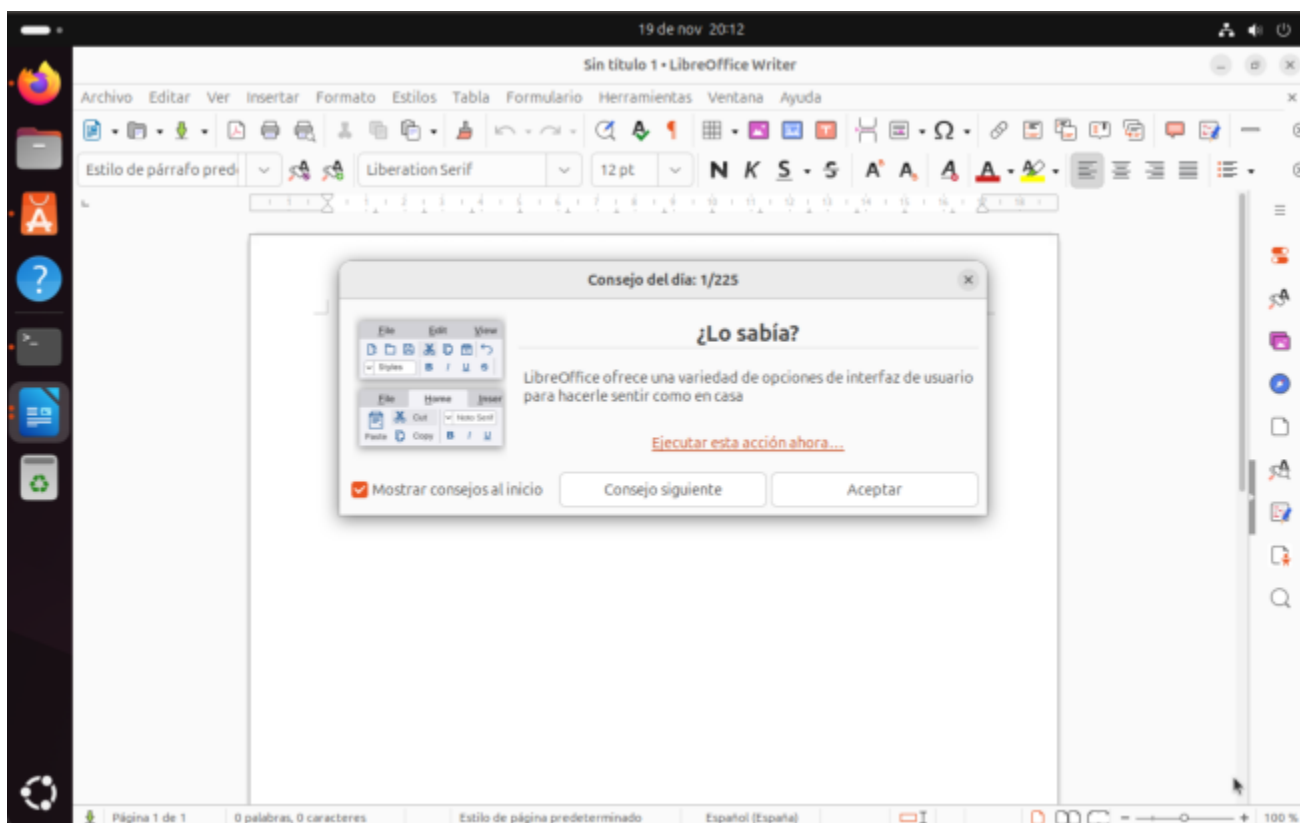 19 de nov 20:12
Sin título 1 • LibreOffice Writer
Archivo Editar Ver Insertar Formato Estilos Tabla Formulario Herramientas Ventana Ayuda
Estilo de párrafo pred
Liberation Serif
12 pt
N K S S A A A A
Consejo del día: 1/225
File Edit View
Styles B I U S
File Home Inser
Cut Noto Serif
Paste Copy B I U
¿Lo sabía?
LibreOffice ofrece una variedad de opciones de interfaz de usuario
para hacerle sentir como en casa
Ejecutar esta acción ahora...
Mostrar consejos al inicio
Consejo siguiente
Aceptar
Página 1 de 1
0 palabras, 0 caracteres
Estilo de página predeterminado
Español (España)
100 %